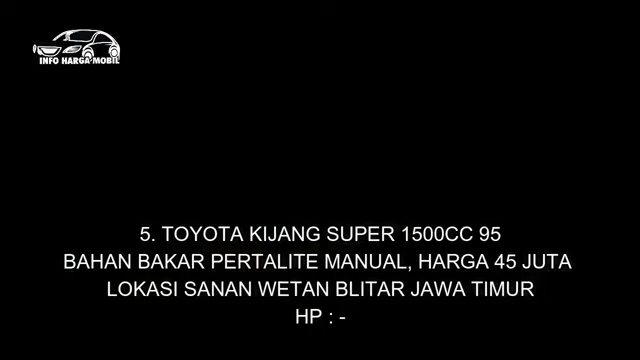 INFO HARGA MOBIL
5. TOYOTA KIJANG SUPER 1500CC 95
BAHAN BAKAR PERTALITE MANUAL, HARGA 45 JUTA
LOKASI SANAN WETAN BLITAR JAWA TIMUR
HP : -